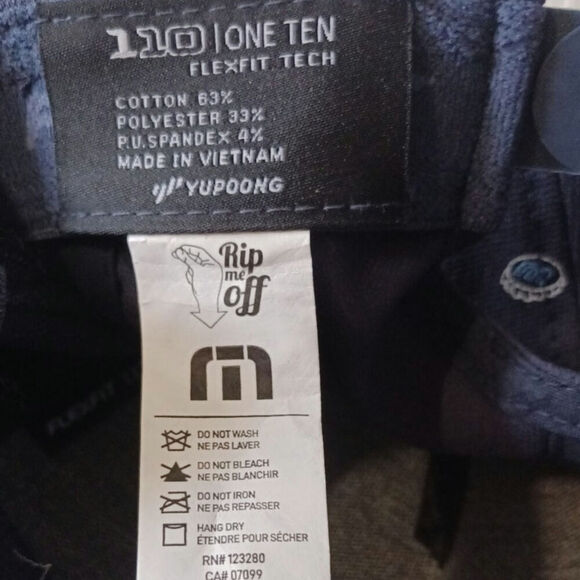 110 | ONE TEN
FLEXFIT TECH
COTTON 63%
POLYESTER 33%
P.U.SPANDEX 4%
MADE IN VIETNAM
YUPOONG
Rip
me
off
DO NOT WASH
NE PAS LAVER
DO NOT BLEACH
NE PAS BLANCHIR
DO NOT IRON
NE PAS REPASSER
HANG DRY
ÉTENDRE POUR SÉCHER
RN# 123280
CA# 07099
FLEXFIT